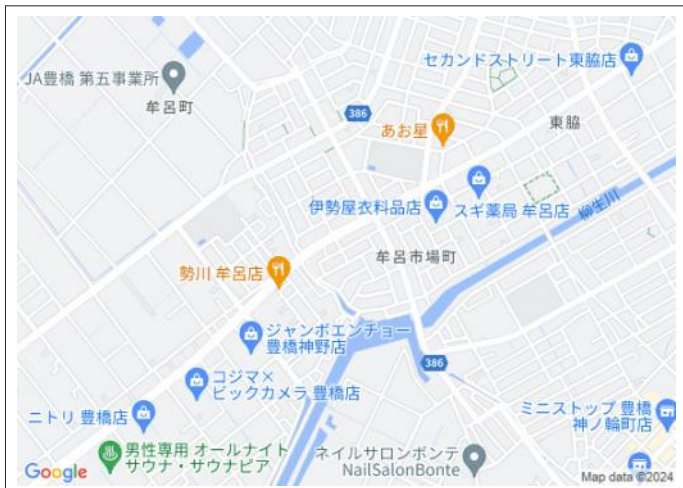 セカンドストリート東脇店
JA豊橋 第五事業所
牟呂町
386
あお星
東脇
伊勢屋衣料品店
スギ薬局 牟呂店
柳生川
牟呂市場町
勢川 牟呂店
ジャンボエンチョー
豊橋神野店
386
コジマ×
ビックカメラ 豊橋店
ニトリ 豊橋店
ミニストップ 豊橋
神ノ輪町店
男性専用 オールナイト
サウナ・サウナピア
ネイルサロンボンテ
NailSalonBonte
Google
Map data ©2024